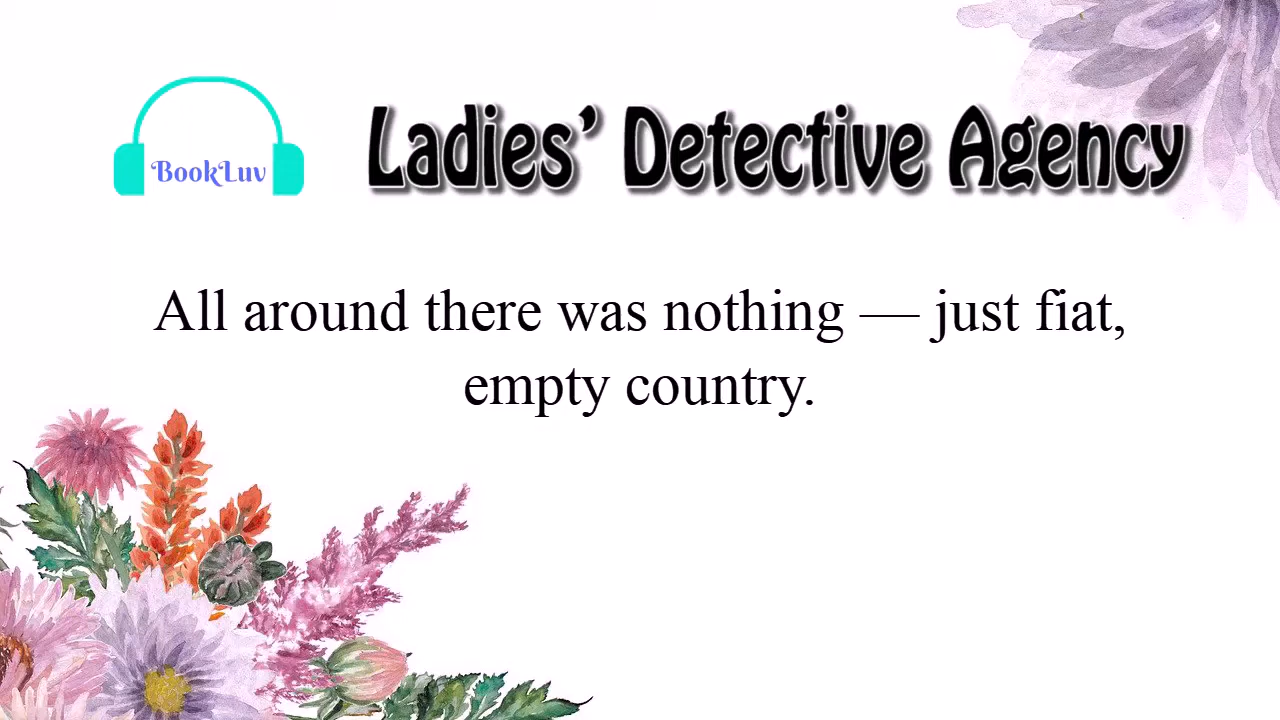 BookLuv
Ladies’ Detective Agency
All around there was nothing — just fiat,
empty country.